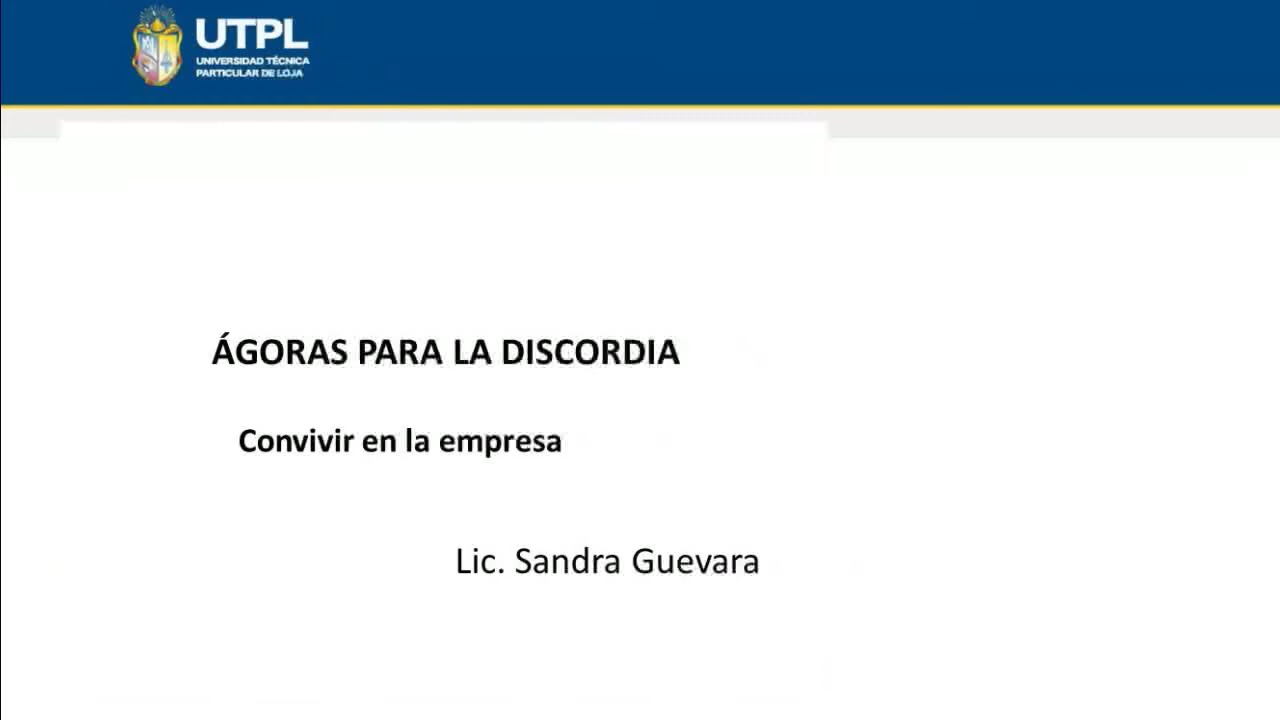 UTPL
UNIVERSIDAD TÉCNICA
PARTICULAR DE LOJA
ÁGORAS PARA LA DISCORDIA
Convivir en la empresa
Lic. Sandra Guevara